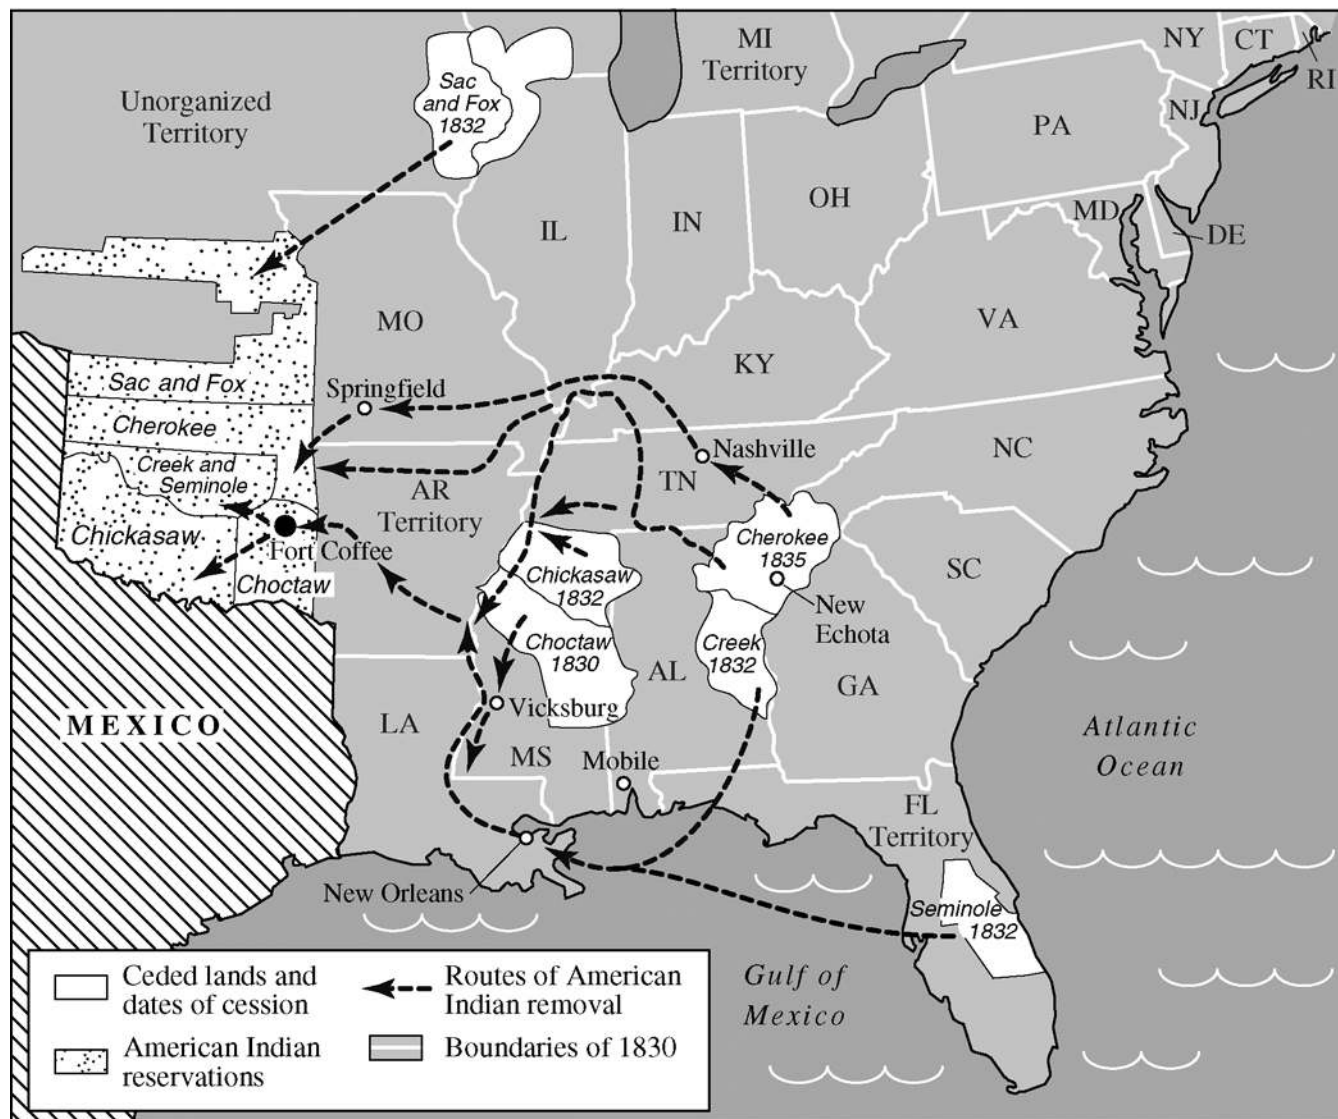 MI
Territory
NY
CT
RI
Unorganized
Territory
Sac
and Fox
1832
NJ
PA
OH
IN
IL
MD
DE
MO
VA
KY
Sac and Fox
Springfield
Cherokee
Nashville
NC
Creek and
Seminole
TN
AR
Territory
Chickasaw
Fort Coffee
Cherokee
1835
Choctaw
Chickasaw
1832
SC
New
Echota
Choctaw
1830
Creek
1832
AL
GA
MEXICO
LA
Vicksburg
MS
Mobile
Atlantic
Ocean
FL
Territory
New Orleans
Seminole
1832
Gulf of
Mexico
Ceded lands and
dates of cession
Routes of American
Indian removal
American Indian
reservations
Boundaries of 1830